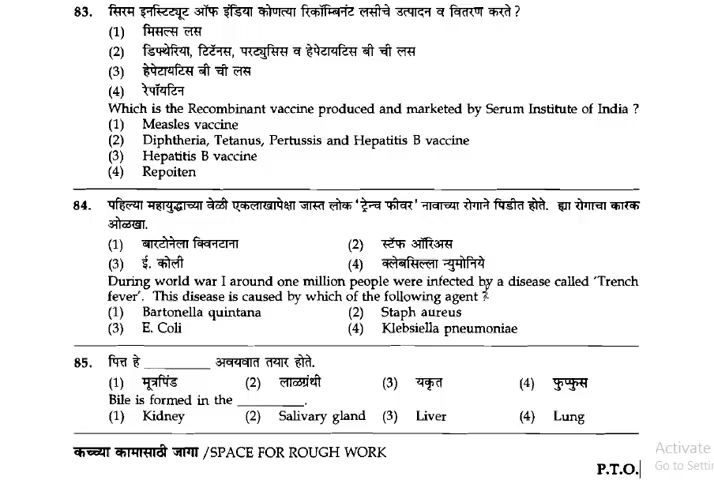 83. सिरम इनस्टिट्यूट ऑफ इंडिया कोणत्या रिकॉम्बिनंट लसीचे उत्पादन व वितरण करते ?
(1) मिसल्स लस
(2) डिफ्थेरिया, टिटॅनस, परट्युसिस व हेपेटायटिस बी ची लस
(3) हेपेटायटिस बी ची लस
(4) रेपॉयटिन
Which is the Recombinant vaccine produced and marketed by Serum Institute of India ?
(1) Measles vaccine
(2) Diphtheria, Tetanus, Pertussis and Hepatitis B vaccine
(3) Hepatitis B vaccine
(4) Repoiten
84. पहिल्या महायुद्धाच्या वेळी एकलाखापेक्षा जास्त लोक 'ट्रेन्च फीवर' नावाच्या रोगाने पिडीत होते. ह्या रोगाचा कारक
ओळखा.
(1) बारटोनेला क्विनटाना (2) स्टॅफ ऑरिअस
(3) ई. कोली (4) क्लेबसिल्ला न्युमोनिये
During world war I around one million people were infected by a disease called 'Trench
fever'. This disease is caused by which of the following agent ?
(1) Bartonella quintana (2) Staph aureus
(3) E. Coli (4) Klebsiella pneumoniae
85. पित्त हे ________ अवयवात तयार होते.
(1) मूत्रपिंड (2) लाळग्रंथी (3) यकृत (4) फुप्फुस
Bile is formed in the ________.
(1) Kidney (2) Salivary gland (3) Liver (4) Lung
कच्च्या कामासाठी जागा /SPACE FOR ROUGH WORK
Activate
P.T.O. Go to Settin